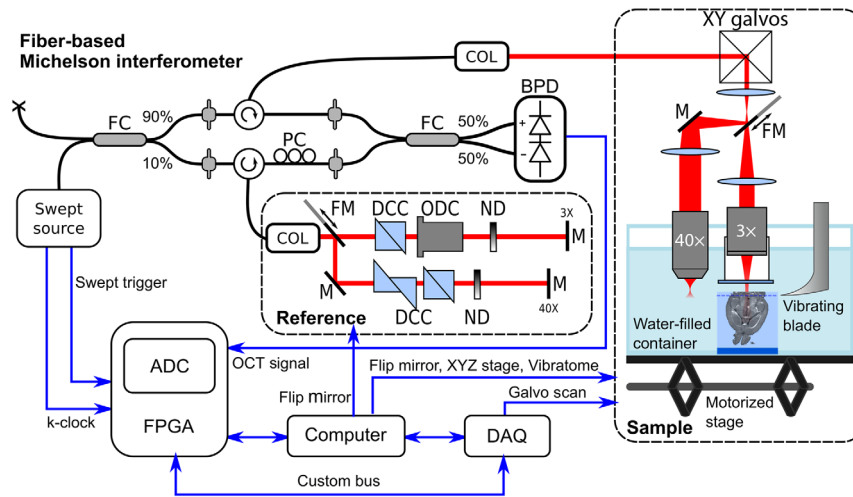 Fiber-based
Michelson interferometer
COL
XY galvos
BPD
90%
50%
+
FC
PC
FC
-
10%
50%
M
FM
Swept
source
FM
DCC
ODC
ND
3X
COL
M
40×
3×
Swept trigger
M
DCC
ND
40X
Reference
Water-filled
container
Vibrating
blade
ADC
OCT signal
FPGA
Flip mirror
Flip mirror, XYZ stage, Vibratome
Galvo scan
k-clock
Computer
DAQ
Motorized
stage
Sample
Custom bus